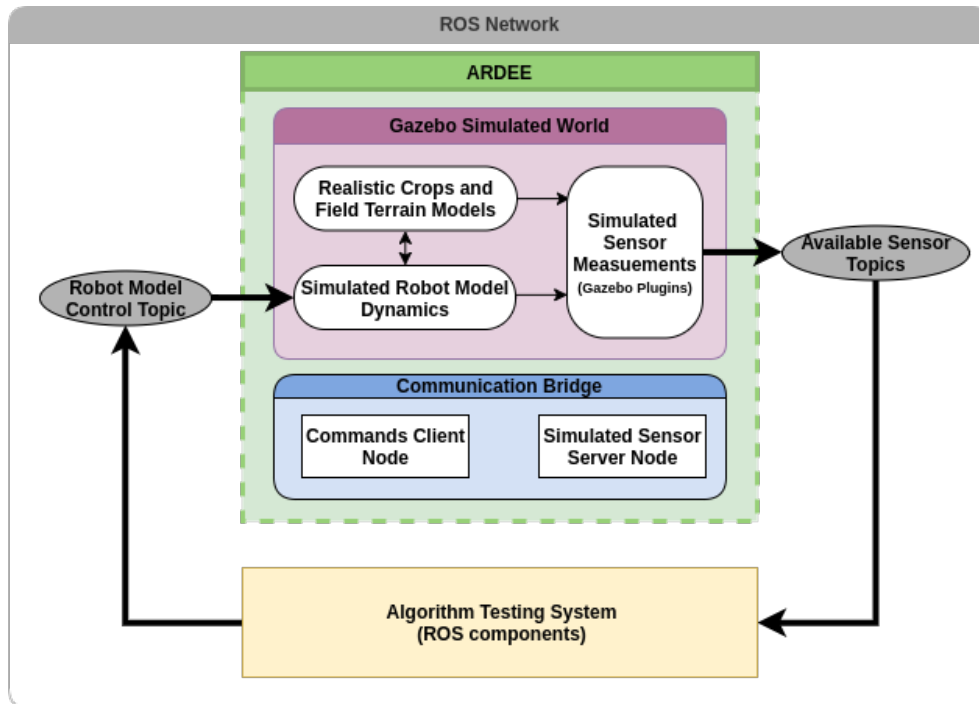 ROS Network
ARDEE
Gazebo Simulated World
Realistic Crops and
Field Terrain Models
Simulated
Sensor
Measuements
(Gazebo Plugins)
Available Sensor
Topics
Robot Model
Control Topic
Simulated Robot Model
Dynamics
Communication Bridge
Commands Client
Node
Simulated Sensor
Server Node
Algorithm Testing System
(ROS components)